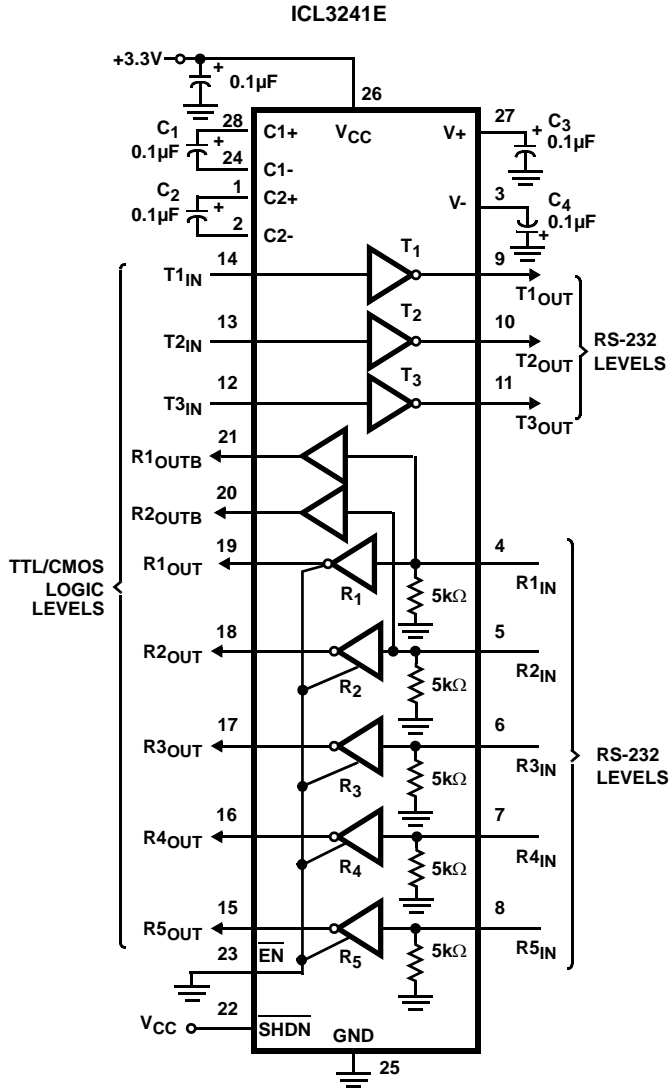 ICL3241E
+3.3V
+
0.1µF
26
27
28
C1
0.1µF
+
24
C1+
C1-
VCC
V+
+
C3
0.1µF
C2
0.1µF
+
1
2
C2+
C2-
V-
3
C4
0.1µF
+
T1IN
14
T1
9
T1OUT
T2IN
13
T2
10
T2OUT
T3IN
12
T3
11
T3OUT
RS-232
LEVELS
21
R1OUTB
20
R2OUTB
TTL/CMOS
LOGIC
LEVELS
19
R1OUT
R1
5kΩ
4
R1IN
18
R2OUT
R2
5kΩ
5
R2IN
17
R3OUT
R3
5kΩ
6
R3IN
RS-232
LEVELS
16
R4OUT
R4
5kΩ
7
R4IN
15
R5OUT
R5
5kΩ
8
R5IN
23
EN
22
VCC
SHDN
GND
25